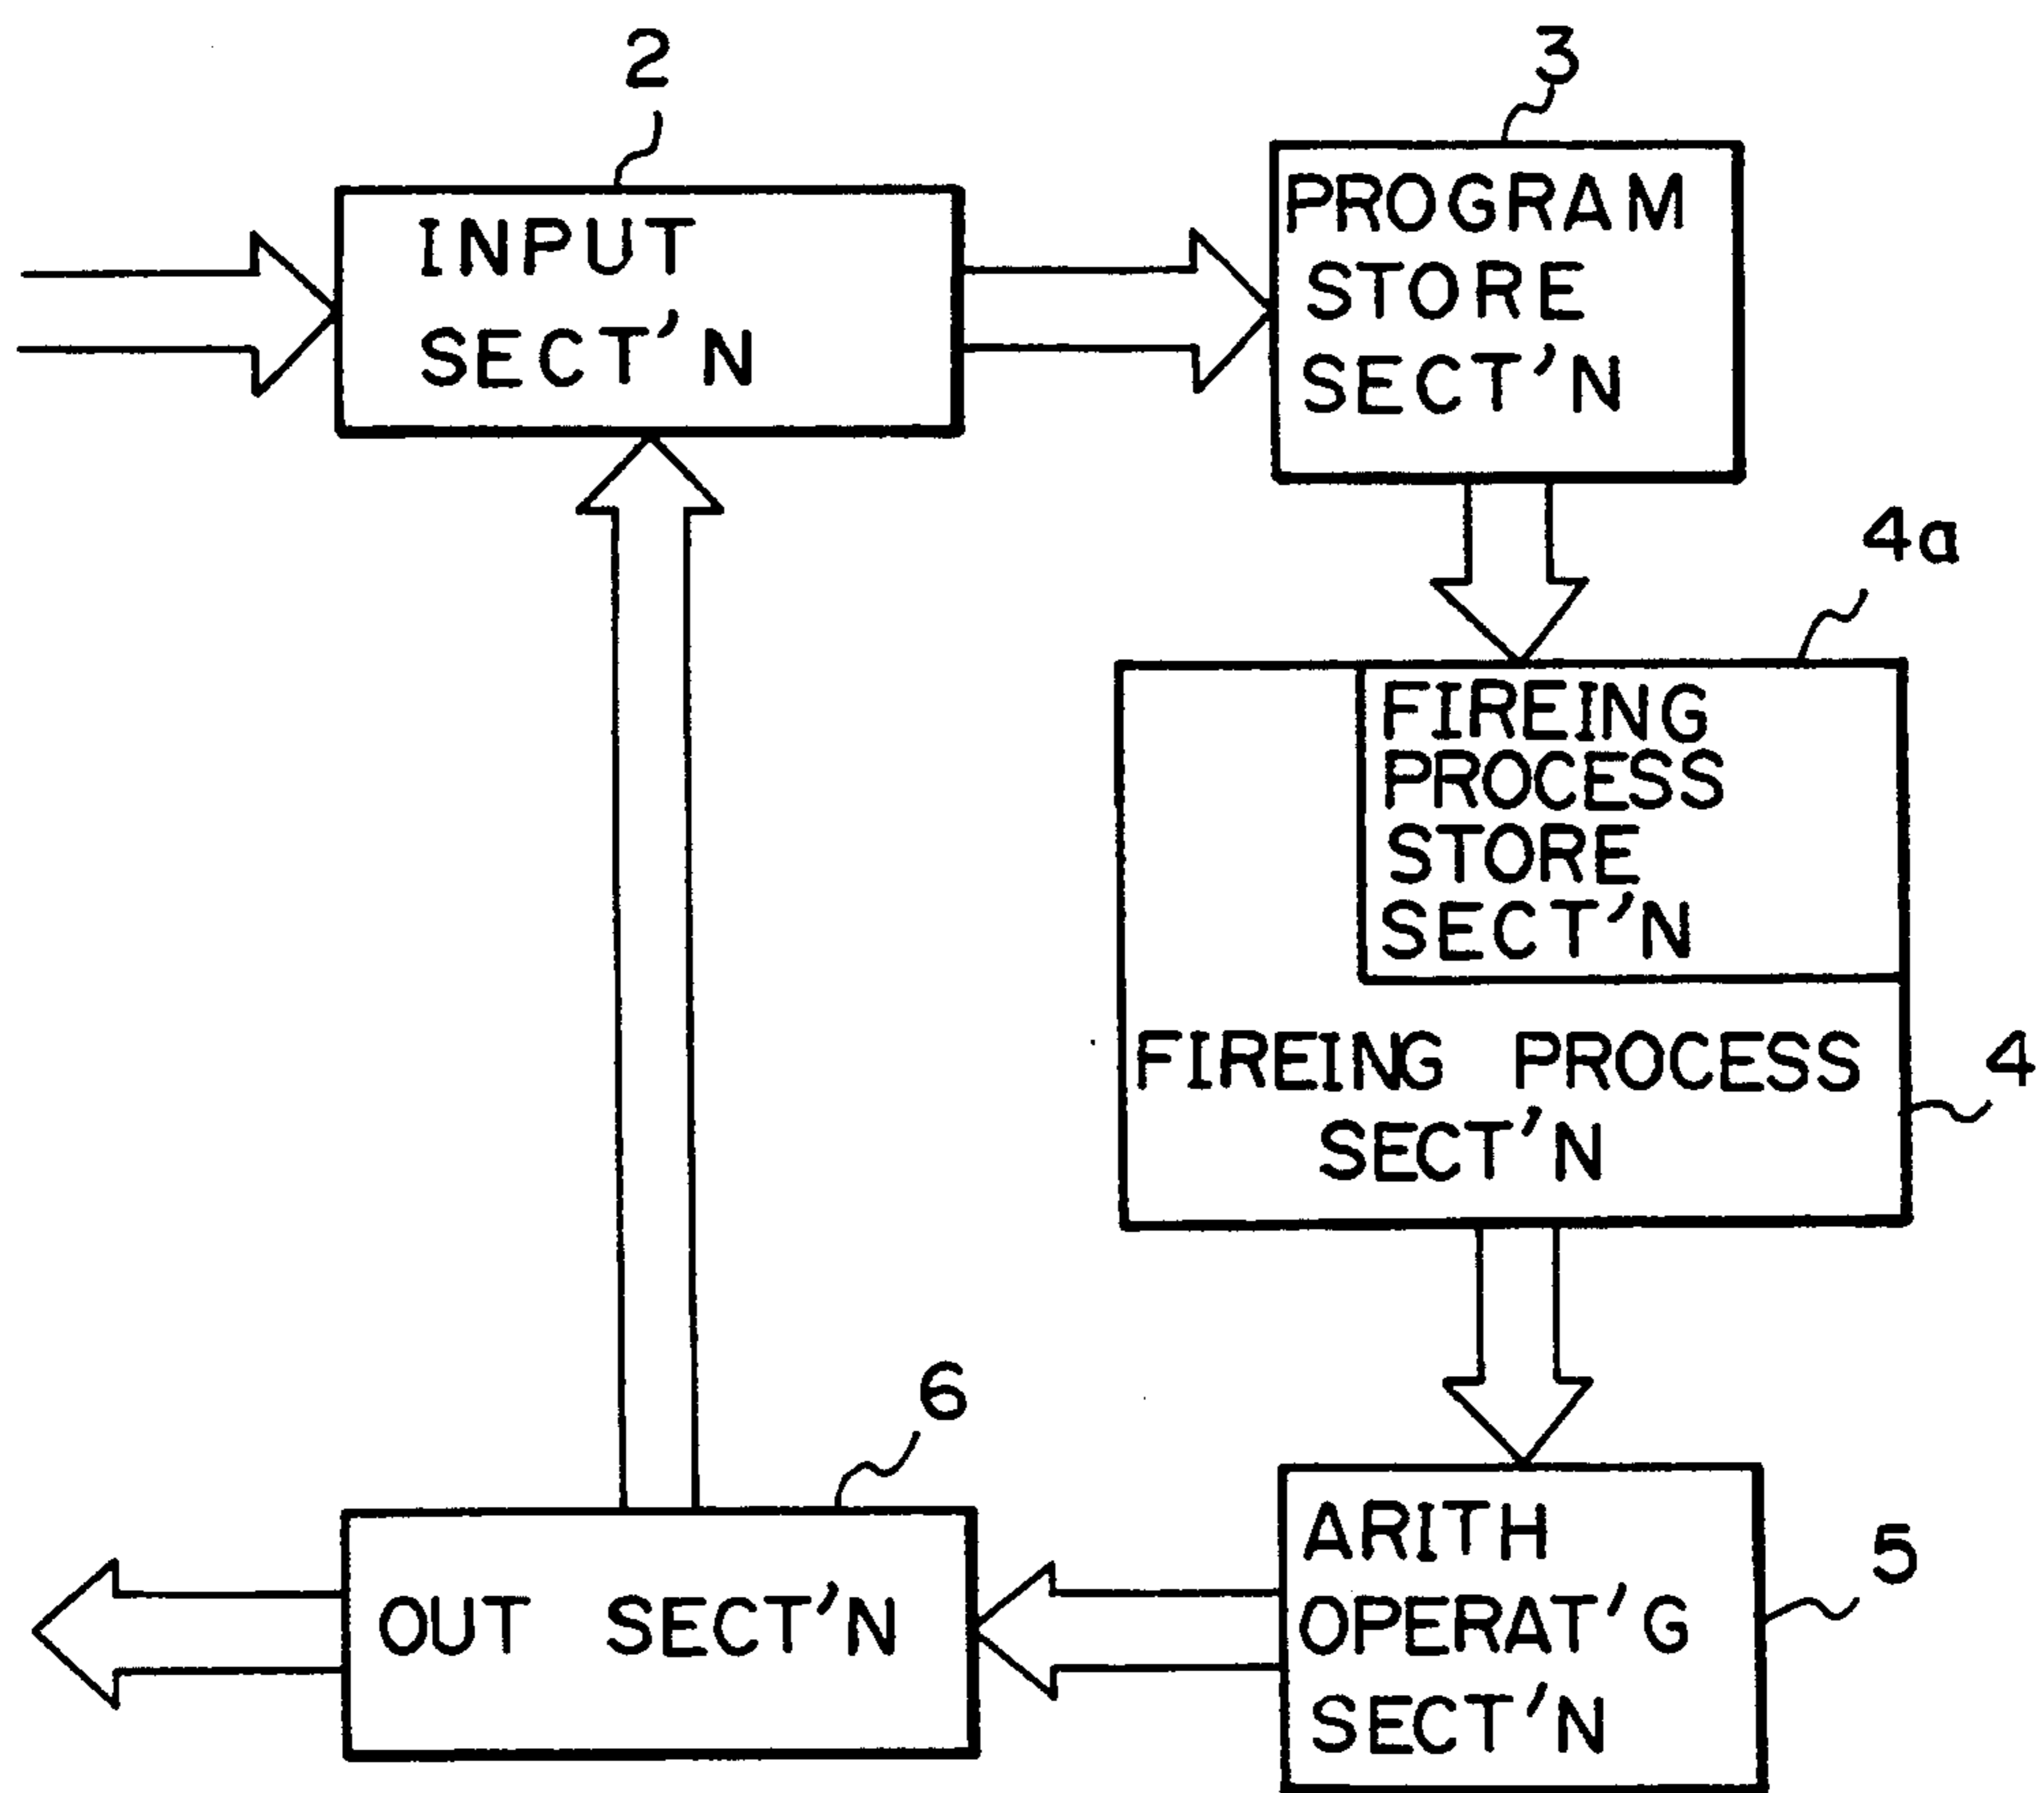 2
INPUT
SECT'N
3
PROGRAM
STORE
SECT'N
4a
FIREING
PROCESS
STORE
SECT'N
FIREING PROCESS
SECT'N
4
6
OUT SECT'N
ARITH
OPERAT'G
SECT'N
5